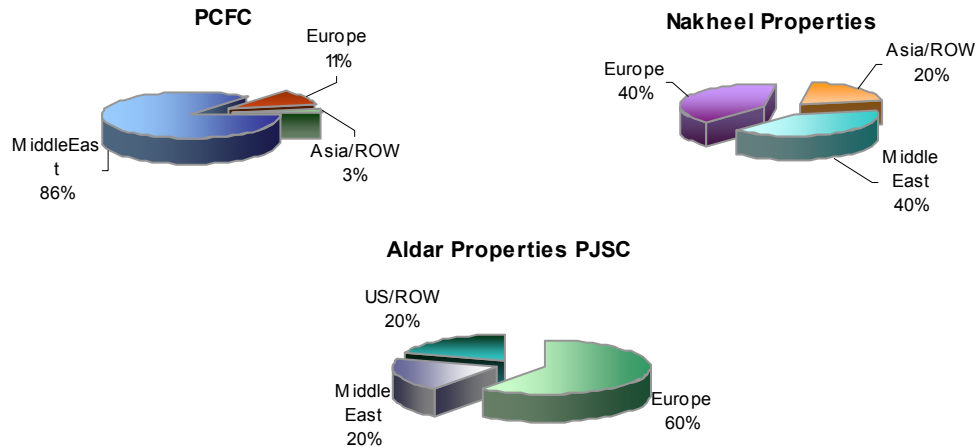 PCFC
Europe
11%
MiddleEas
t
86%
Asia/ROW
3%
Nakheel Properties
Europe
40%
Asia/ROW
20%
Middle
East
40%
Aldar Properties PJSC
US/ROW
20%
Middle
East
20%
Europe
60%